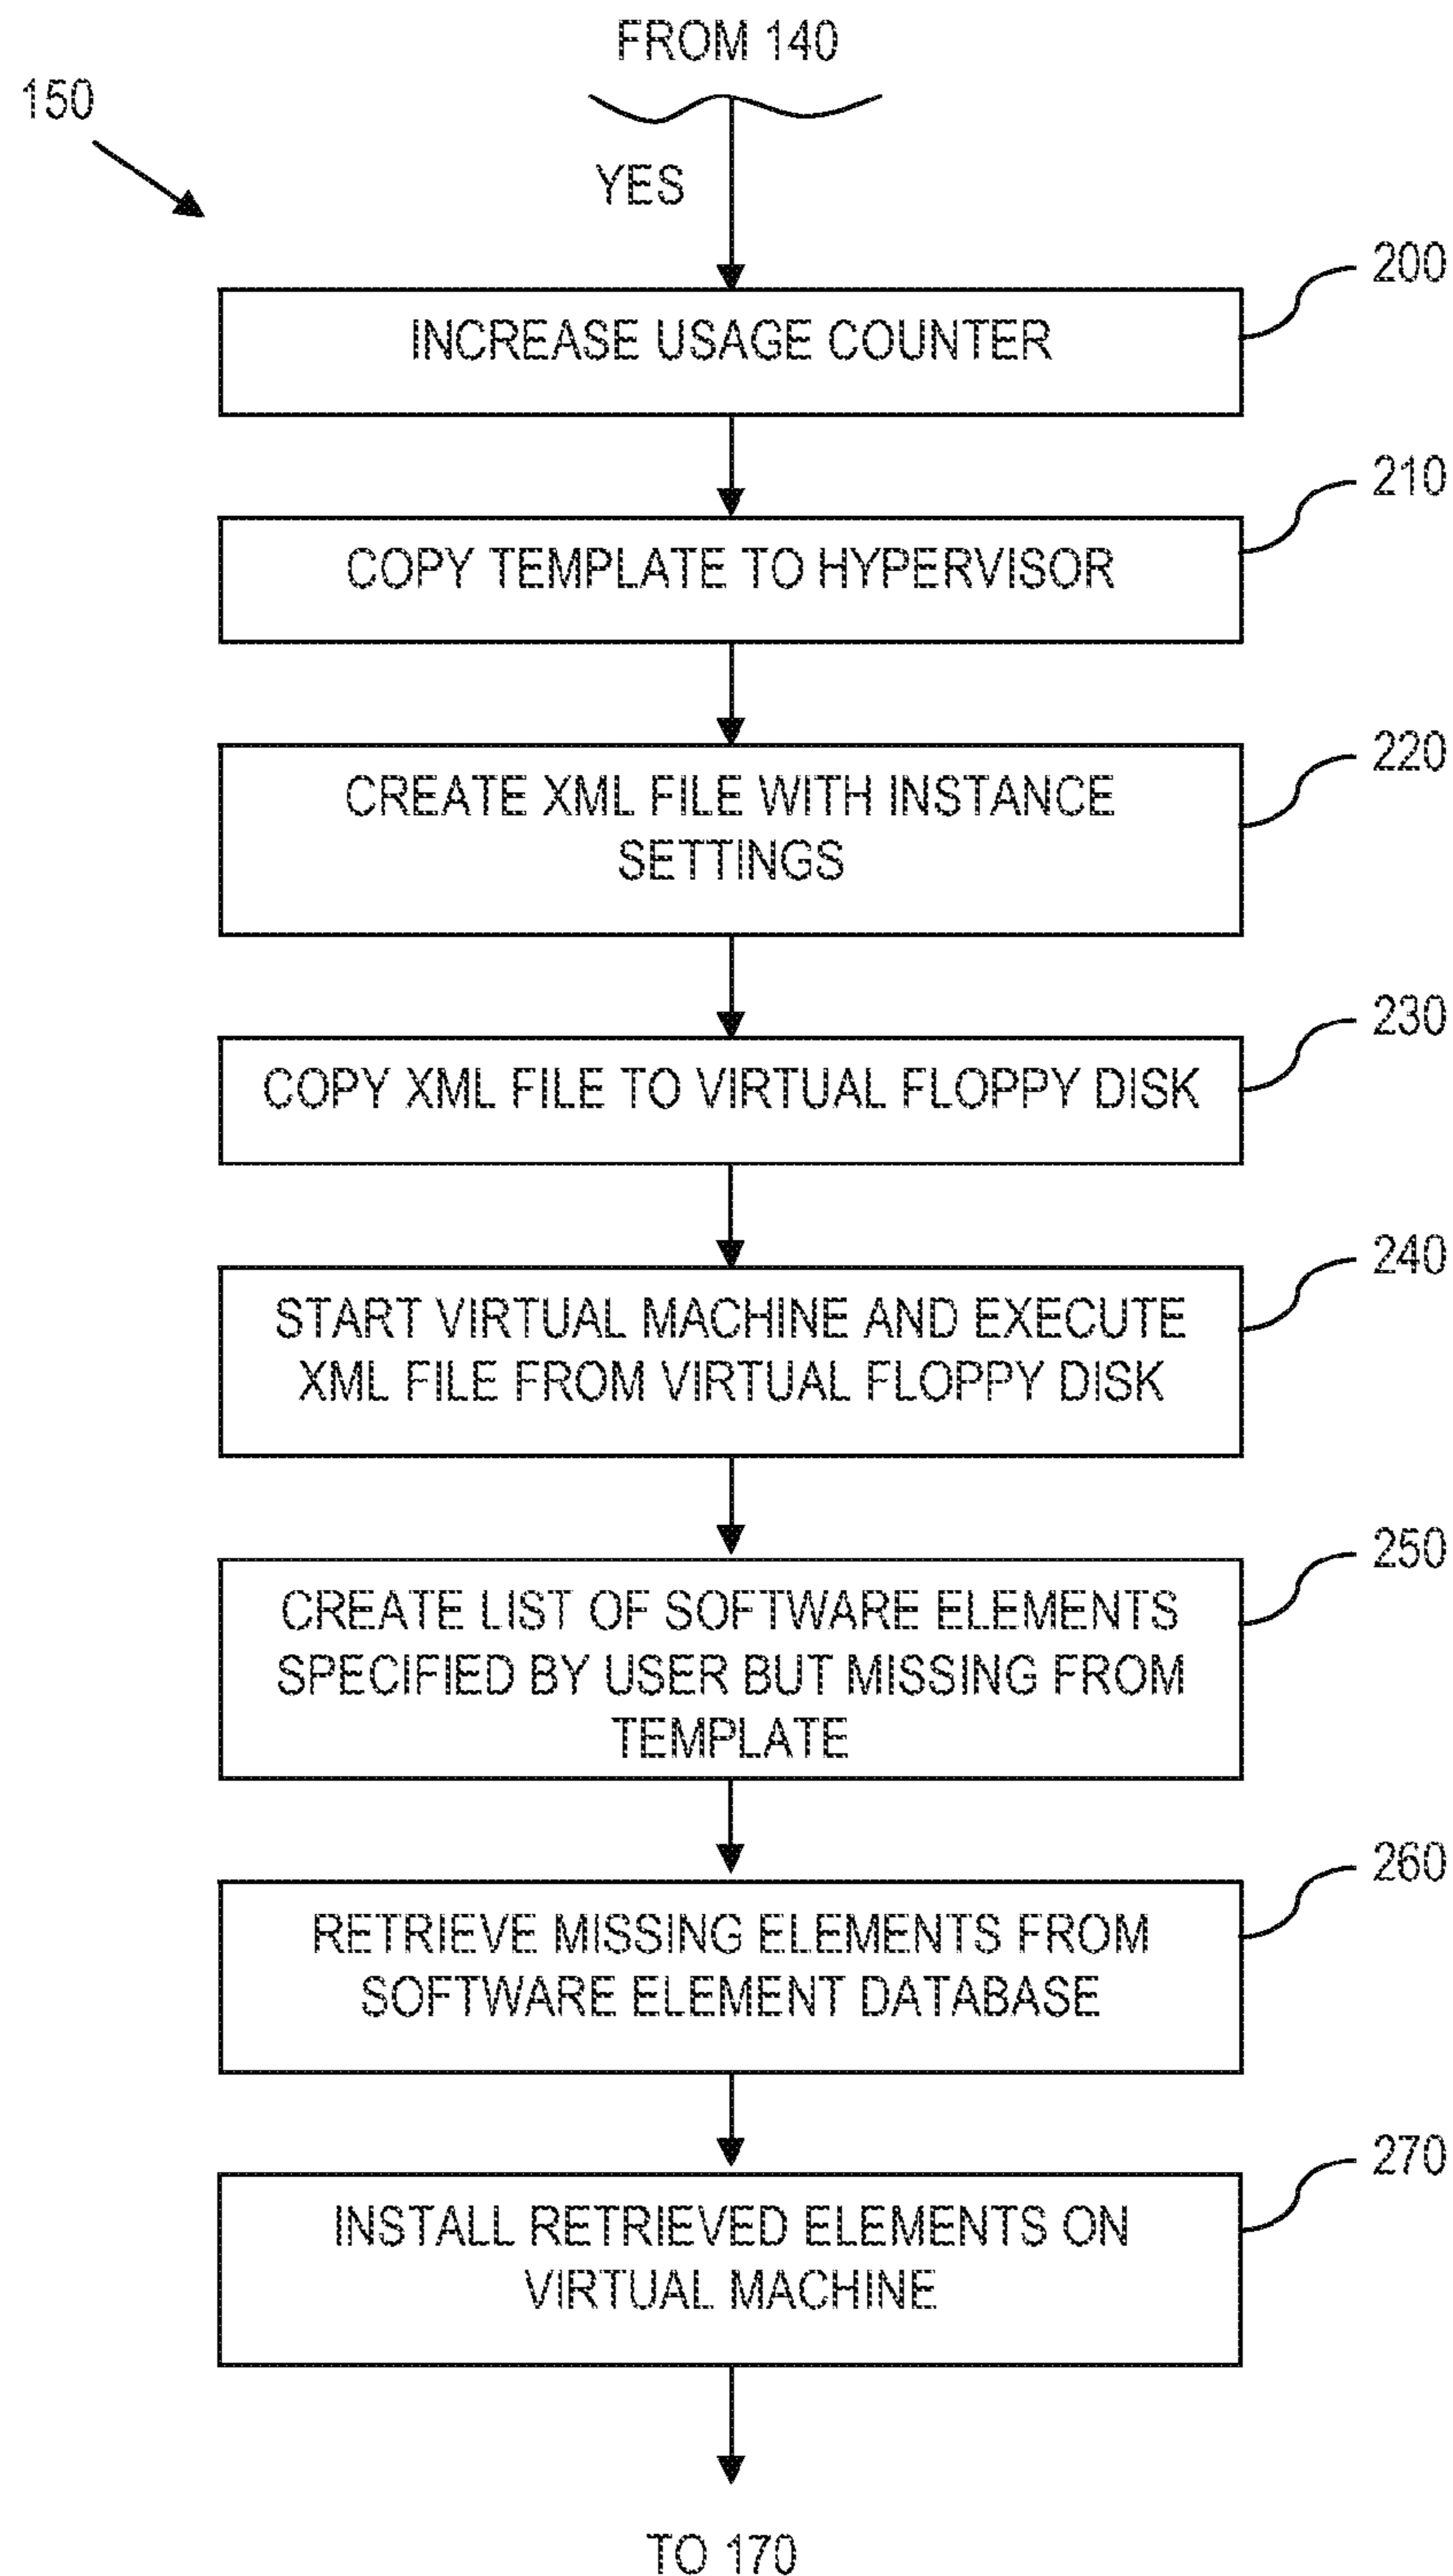 FROM 140
150
YES
200
INCREASE USAGE COUNTER
210
COPY TEMPLATE TO HYPERVISOR
220
CREATE XML FILE WITH INSTANCE
SETTINGS
230
COPY XML FILE TO VIRTUAL FLOPPY DISK
240
START VIRTUAL MACHINE AND EXECUTE
XML FILE FROM VIRTUAL FLOPPY DISK
250
CREATE LIST OF SOFTWARE ELEMENTS
SPECIFIED BY USER BUT MISSING FROM
TEMPLATE
260
RETRIEVE MISSING ELEMENTS FROM
SOFTWARE ELEMENT DATABASE
270
INSTALL RETRIEVED ELEMENTS ON
VIRTUAL MACHINE
TO 170